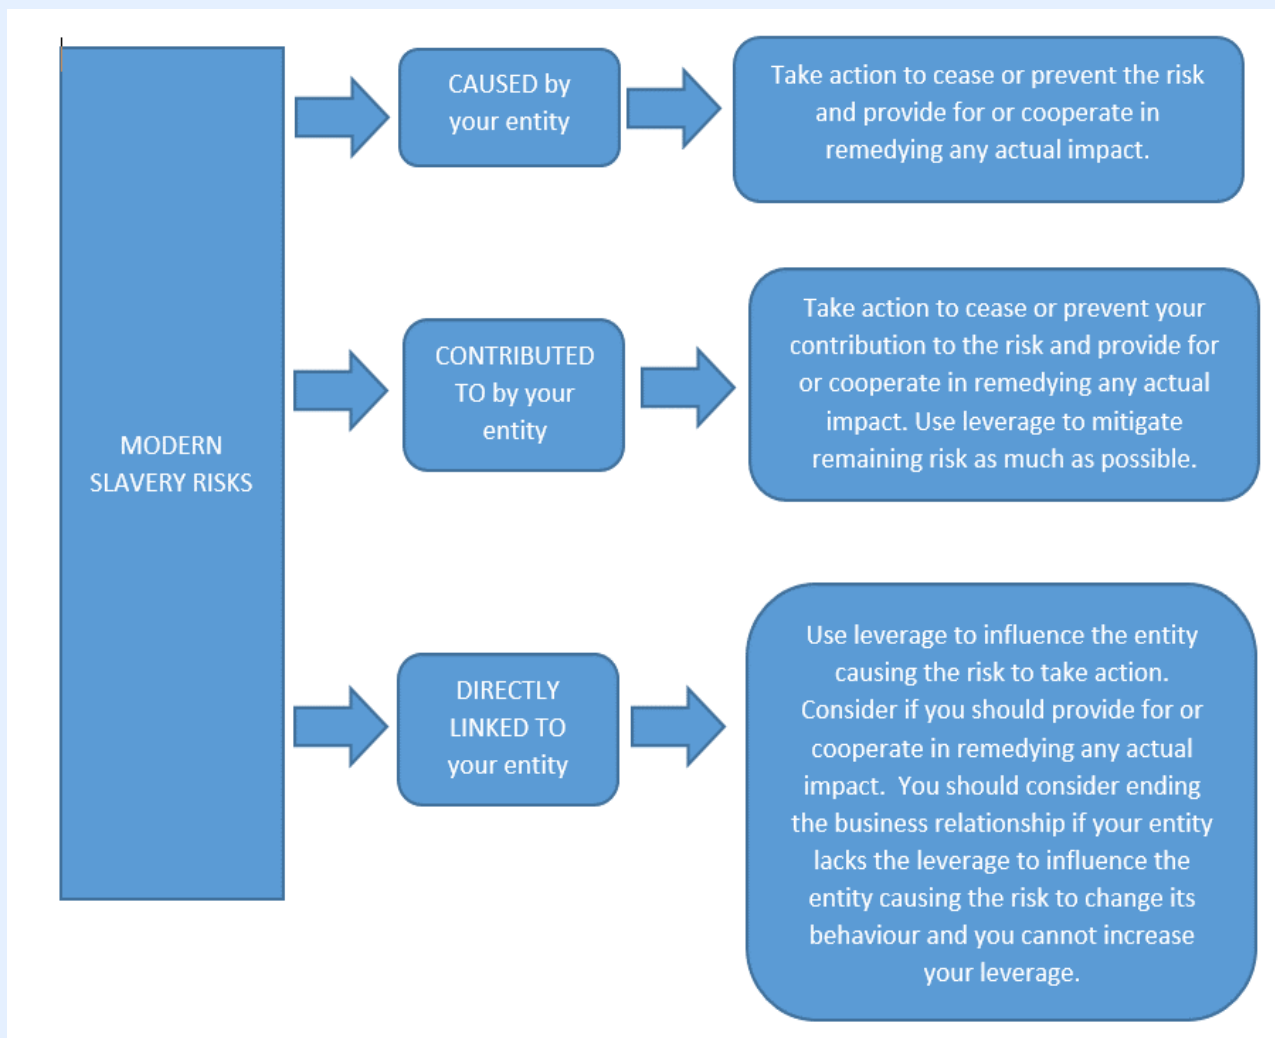 MODERN
SLAVERY RISKS
CAUSED by
your entity
Take action to cease or prevent the risk
and provide for or cooperate in
remedying any actual impact.
CONTRIBUTED
TO by your
entity
Take action to cease or prevent your
contribution to the risk and provide for
or cooperate in remedying any actual
impact. Use leverage to mitigate
remaining risk as much as possible.
DIRECTLY
LINKED TO
your entity
Use leverage to influence the entity
causing the risk to take action.
Consider if you should provide for or
cooperate in remedying any actual
impact.  You should consider ending
the business relationship if your entity
lacks the leverage to influence the
entity causing the risk to change its
behaviour and you cannot increase
your leverage.